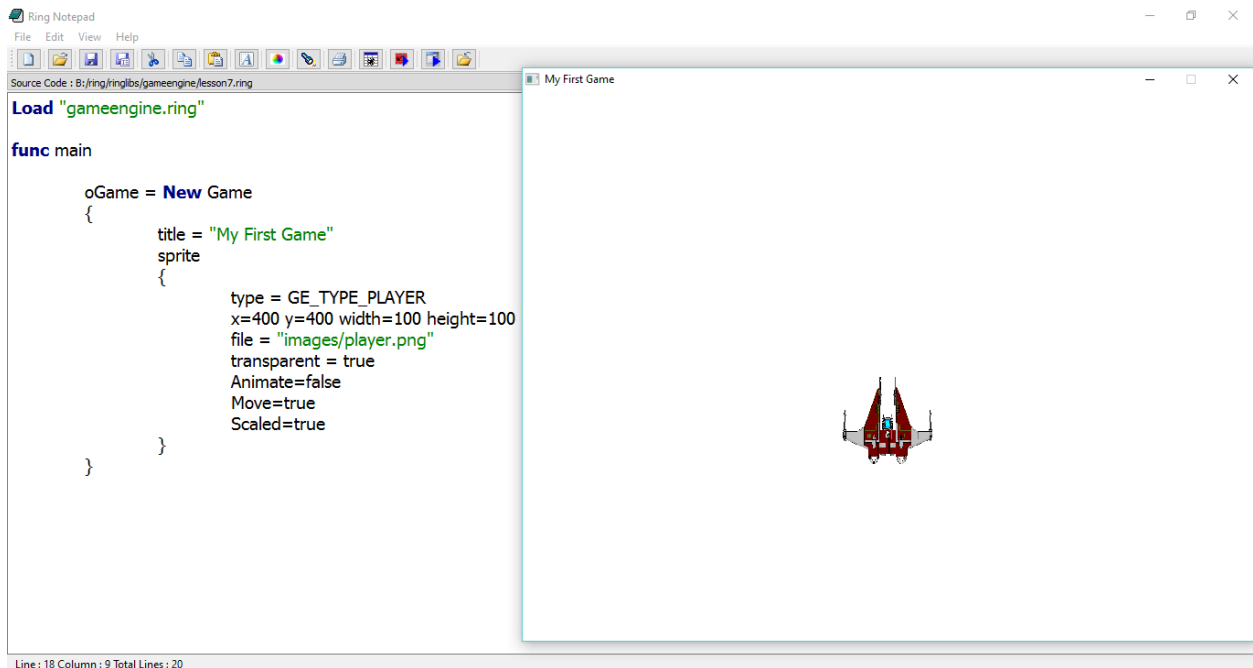 Ring Notepad
File Edit View Help
Source Code : B:/ring/ringlibs/gameengine/lesson7.ring
Load "gameengine.ring"
func main
oGame = New Game
{
title = "My First Game"
sprite
{
type = GE_TYPE_PLAYER
x=400 y=400 width=100 height=100
file = "images/player.png"
transparent = true
Animate=false
Move=true
Scaled=true
}
}
My First Game
Line : 18 Column : 9 Total Lines : 20